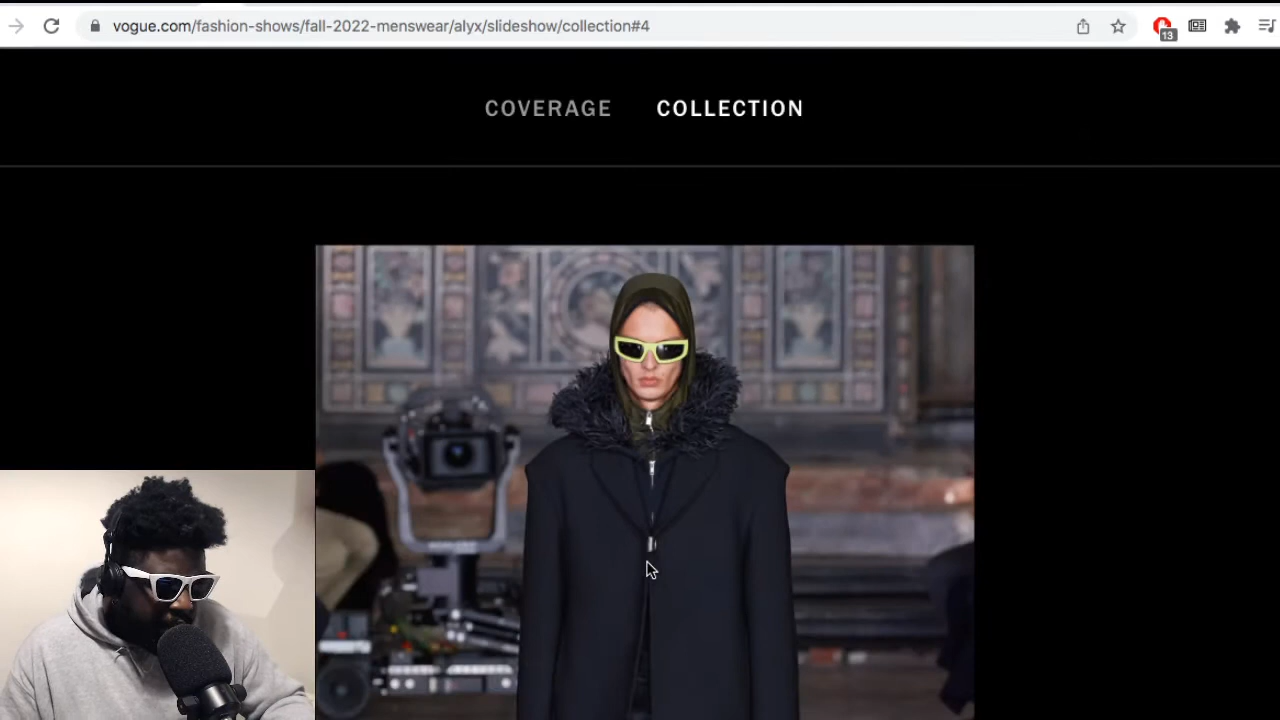 vogue.com/fashion-shows/fall-2022-menswear/alyx/slideshow/collection#4
13
COVERAGE COLLECTION